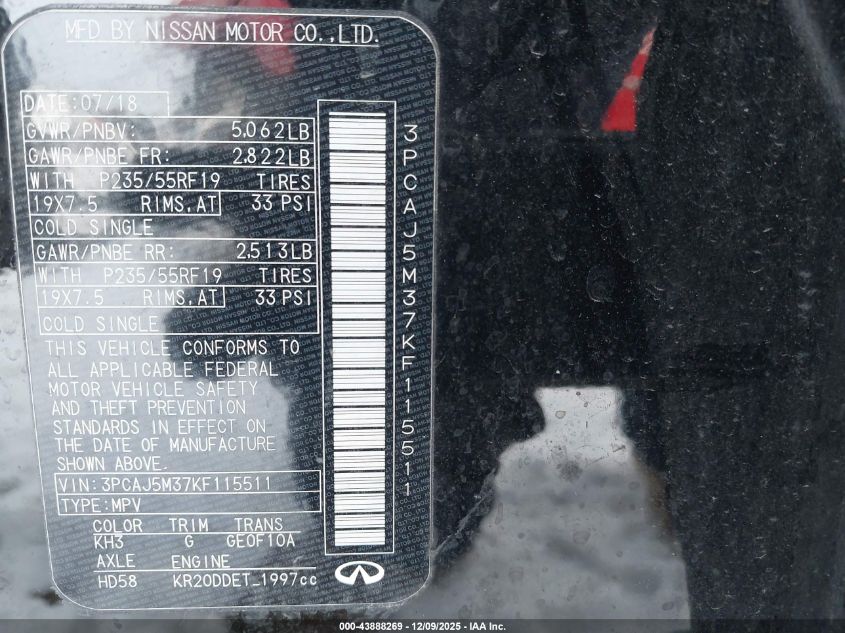 MFD BY NISSAN MOTOR CO.,LTD.
DATE:07/18
GVWR/PNBV: 5,062LB
GAWR/PNBE FR: 2,822LB
WITH P235/55RF19 TIRES
19X7.5 RIMS,AT 33 PSI
COLD SINGLE
GAWR/PNBE RR: 2,513LB
WITH P235/55RF19 TIRES
19X7.5 RIMS,AT 33 PSI
COLD SINGLE
THIS VEHICLE CONFORMS TO
ALL APPLICABLE FEDERAL
MOTOR VEHICLE SAFETY
AND THEFT PREVENTION
STANDARDS IN EFFECT ON
THE DATE OF MANUFACTURE
SHOWN ABOVE.
VIN:3PCAJ5M37KF115511
TYPE:MPV
COLOR TRIM TRANS
KH3 G GE0F10A
AXLE ENGINE
HD58 KR20DDET_1997cc
3PCAJ5M37KF115511
000-43888269 - 12/09/2025 - IAA Inc.